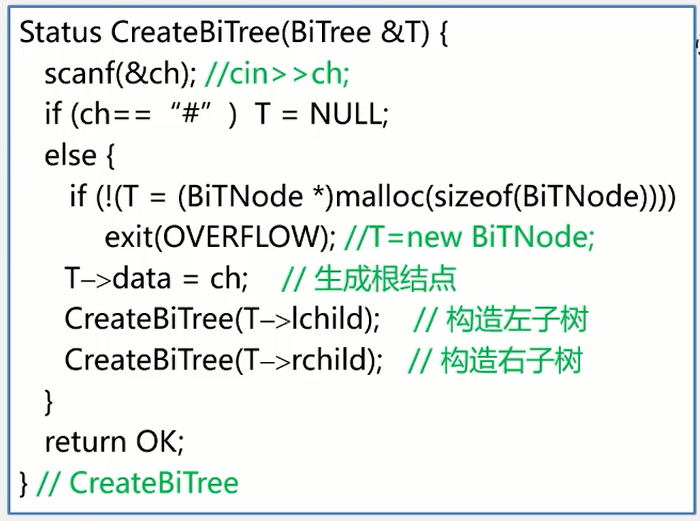 Status CreateBiTree(BiTree &T) {
scanf(&ch); //cin>>ch;
if (ch== “#” ) T = NULL;
else {
if (!(T = (BiTNode *)malloc(sizeof(BiTNode))))
exit(OVERFLOW); //T=new BiTNode;
T–>data = ch; // 生成根结点
CreateBiTree(T–>lchild); // 构造左子树
CreateBiTree(T–>rchild); // 构造右子树
}
return OK;
} // CreateBiTree